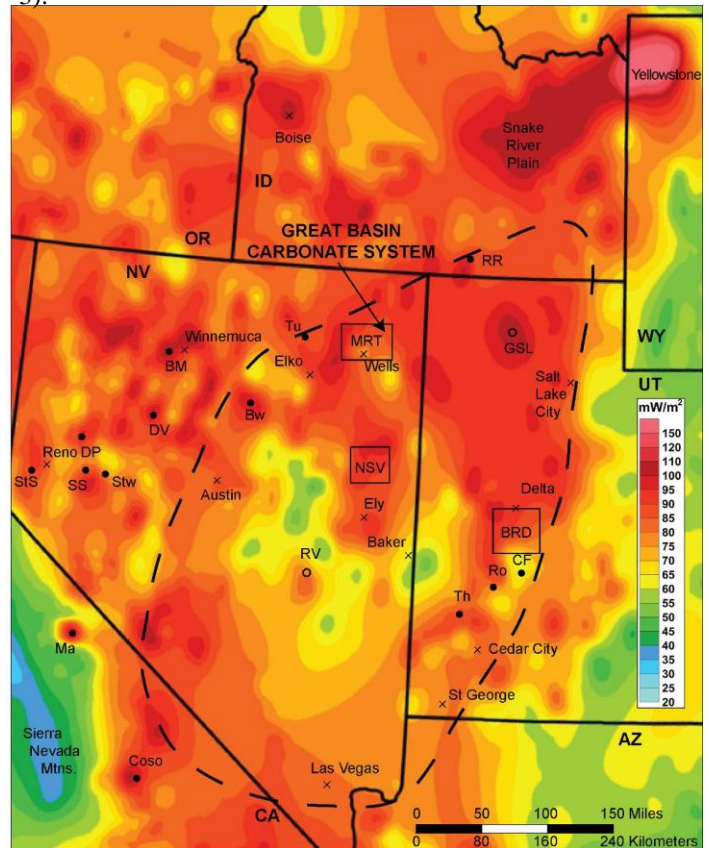 3).
Yellowstone
Boise
Snake
River
Plain
ID
OR
GREAT BASIN
CARBONATE SYSTEM
NV
RR
Tu
MRT
Winnemuca
BM
Elko
Wells
GSL
WY
UT
Salt
Lake
City
Bw
DV
mW/m²
150
110
100
95
90
85
80
75
70
65
60
55
50
45
40
35
30
25
20
Reno
DP
StS
SS
Stw
NSV
Austin
Delta
Ely
BRD
Baker
RV
CF
Ro
Th
Ma
Cedar City
St George
Sierra
Nevada
Mtns.
AZ
Coso
Las Vegas
CA
0 50 100 150 Miles
0 80 160 240 Kilometers